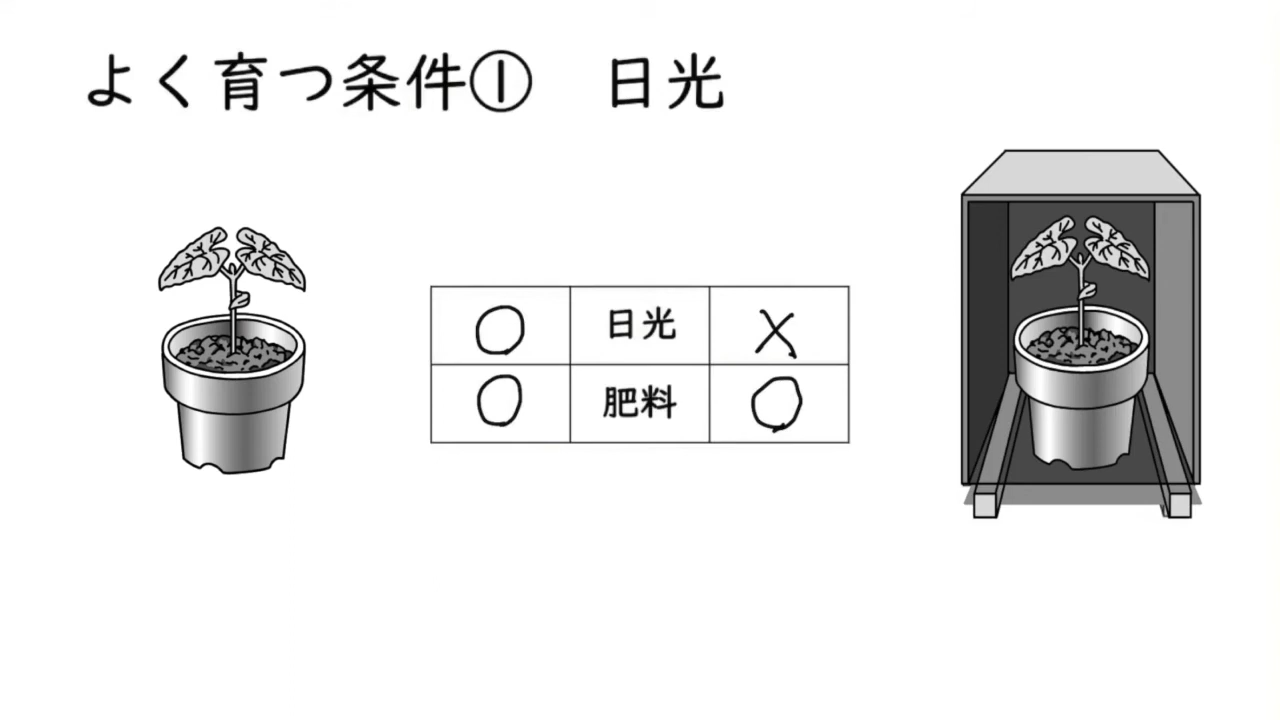 よく育つ条件① 日光
○ 日光 ×
○ 肥料 ○